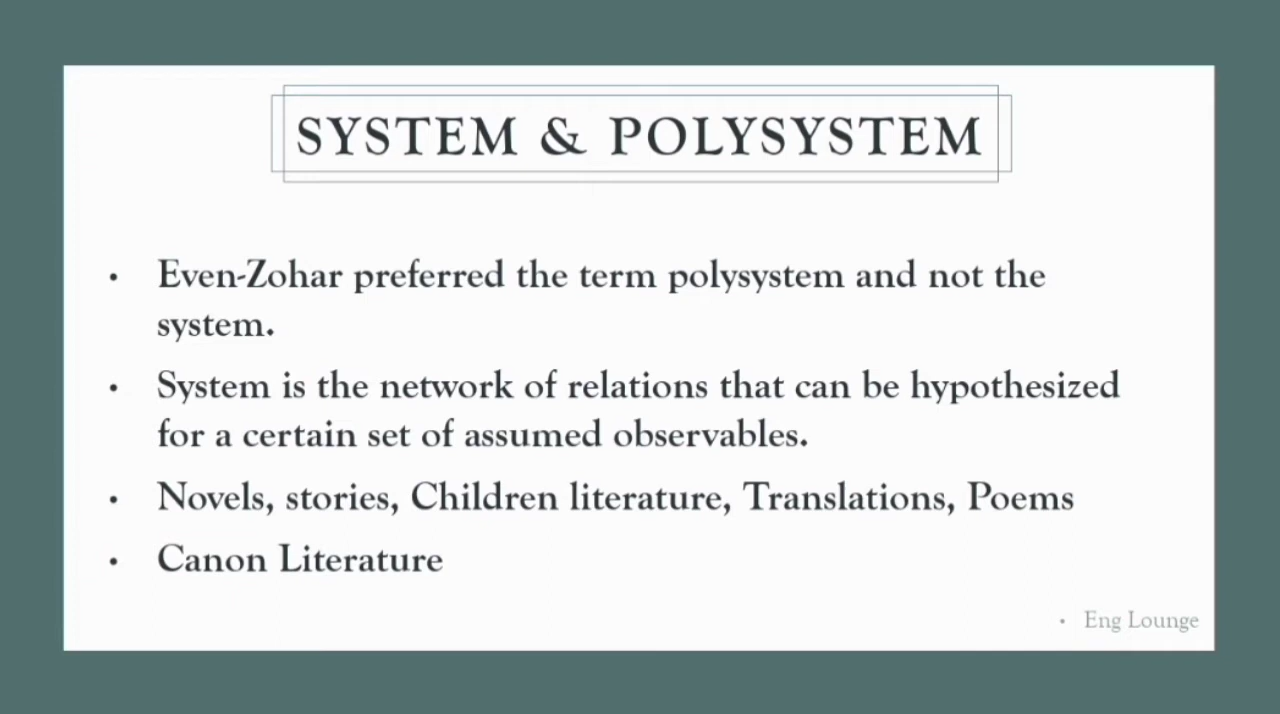 SYSTEM & POLYSYSTEM
• Even-Zohar preferred the term polysystem and not the
system.
• System is the network of relations that can be hypothesized
for a certain set of assumed observables.
• Novels, stories, Children literature, Translations, Poems
• Canon Literature
• Eng Lounge